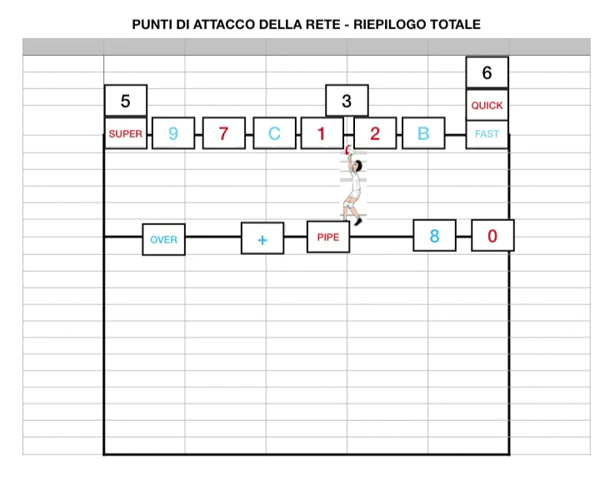 PUNTI DI ATTACCO DELLA RETE - RIEPILOGO TOTALE
6
5
3
QUICK
SUPER 9 7 C 1 2 B FAST
OVER + PIPE 8 0